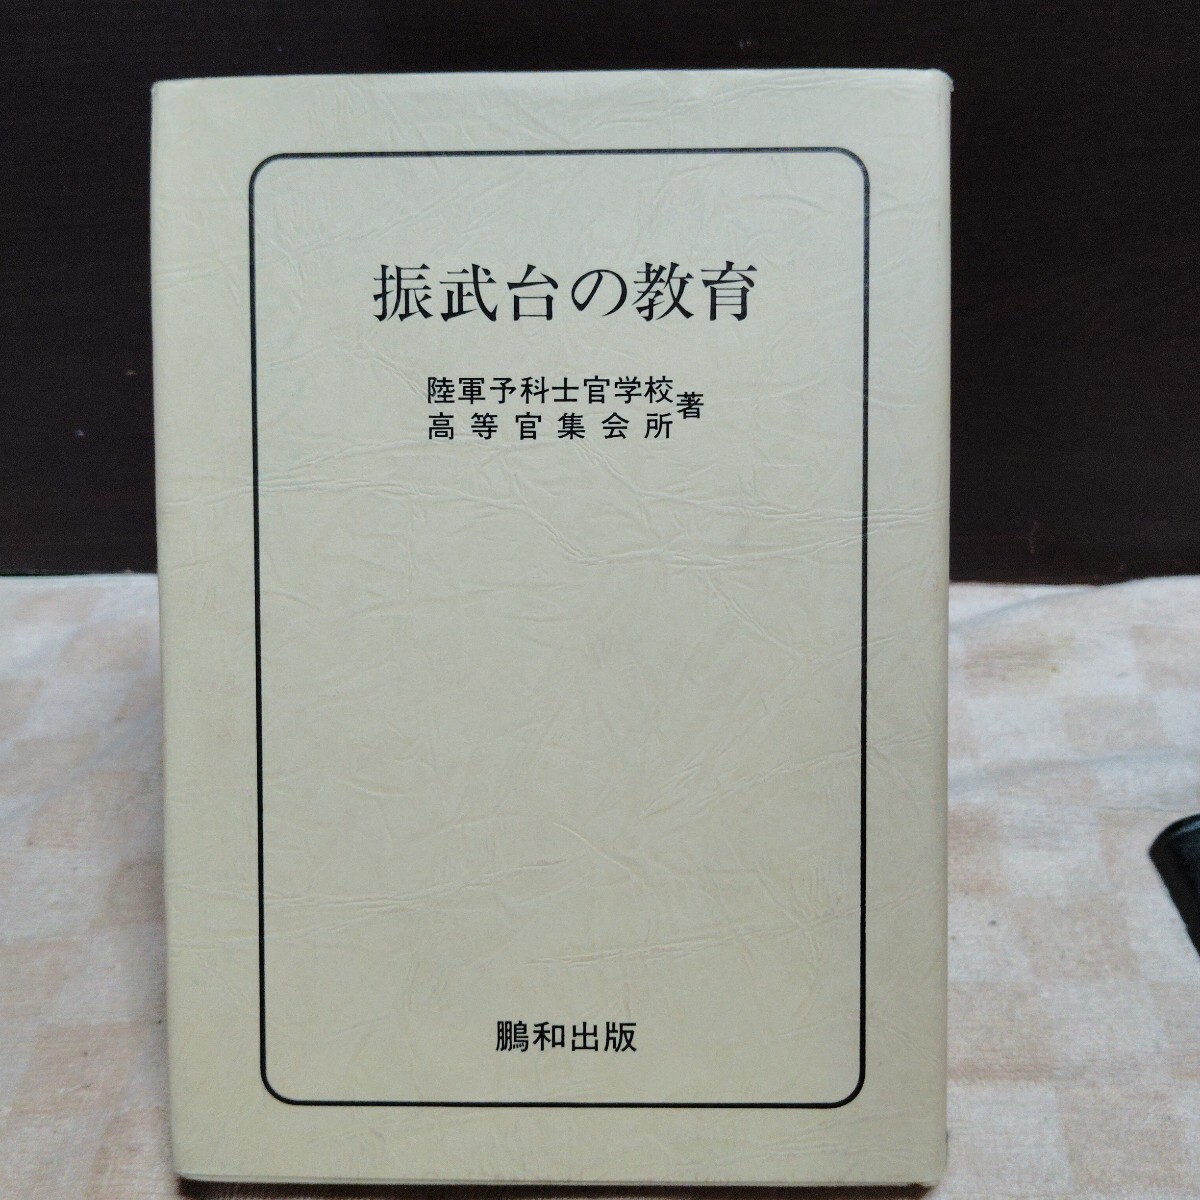 振武台の教育
陸軍予科士官学校
高等官集会所
著
鵬和出版